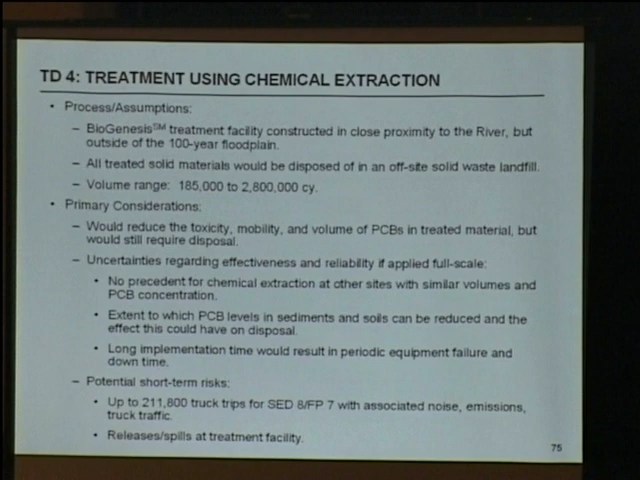 TD 4: TREATMENT USING CHEMICAL EXTRACTION
• Process/Assumptions:
– BioGenesis℠ treatment facility constructed in close proximity to the River, but
outside of the 100-year floodplain.
– All treated solid materials would be disposed of in an off-site solid waste landfill.
– Volume range: 185,000 to 2,800,000 cy.
• Primary Considerations:
– Would reduce the toxicity, mobility, and volume of PCBs in treated material, but
would still require disposal.
– Uncertainties regarding effectiveness and reliability if applied full-scale:
• No precedent for chemical extraction at other sites with similar volumes and
PCB concentration.
• Extent to which PCB levels in sediments and soils can be reduced and the
effect this could have on disposal.
• Long implementation time would result in periodic equipment failure and
down time.
– Potential short-term risks:
• Up to 211,800 truck trips for SED 8/FP 7 with associated noise, emissions,
truck traffic.
• Releases/spills at treatment facility.
75